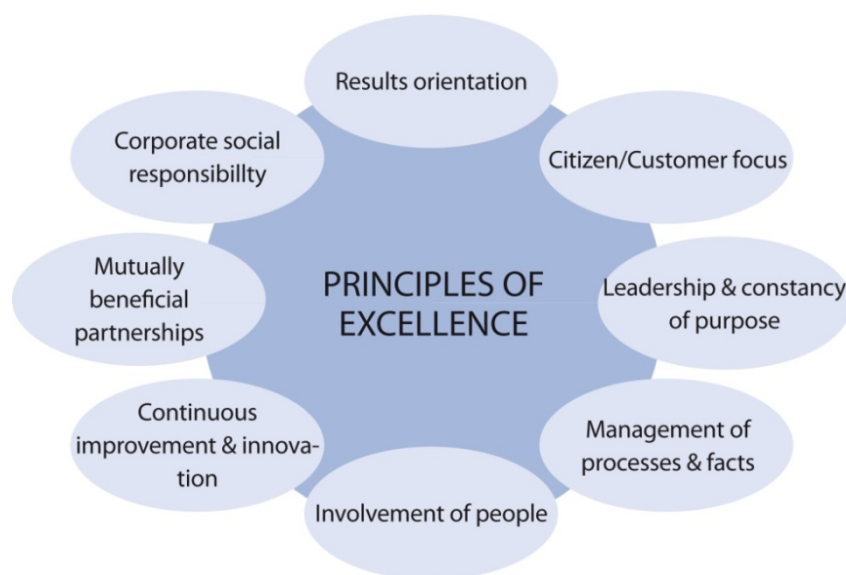 Results orientation
Corporate social
responsibillty
Citizen/Customer focus
Mutually
beneficial
partnerships
PRINCIPLES OF
EXCELLENCE
Leadership & constancy
of purpose
Continuous
improvement & innova-
tion
Management of
processes & facts
Involvement of people